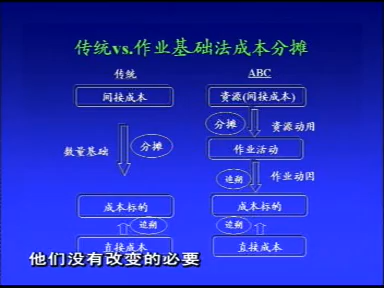 传统vs.作业基础法成本分摊
传统
ABC
间接成本
资源(间接成本)
分摊
分摊
资源动用
数量基础
作业活动
追溯
作业动因
成本标的
成本标的
追溯
追溯
直接成本
直接成本
他们没有改变的必要